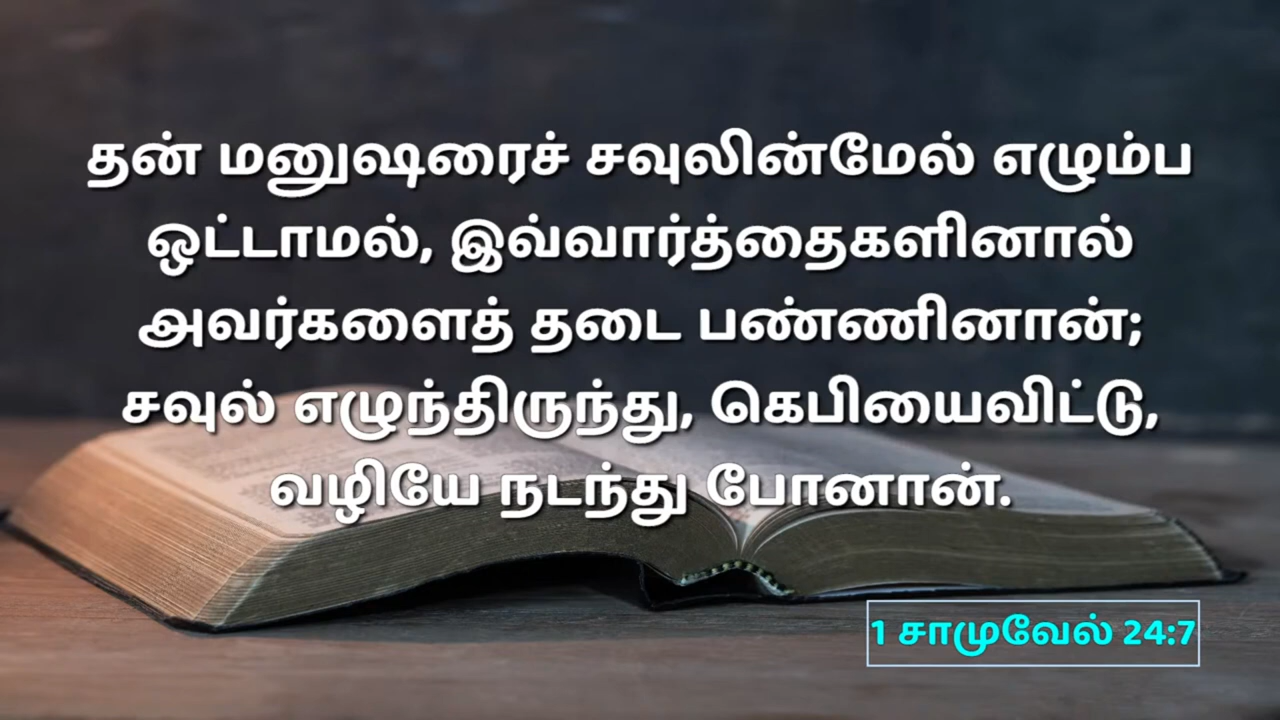 தன் மனுஷரைச் சவுலின்மேல் எழும்ப
ஒட்டாமல், இவ்வார்த்தைகளினால்
அவர்களைத் தடை பண்ணினான்;
சவுல் எழுந்திருந்து, கெபியைவிட்டு,
வழியே நடந்து போனான்.
1 சாமுவேல் 24:7